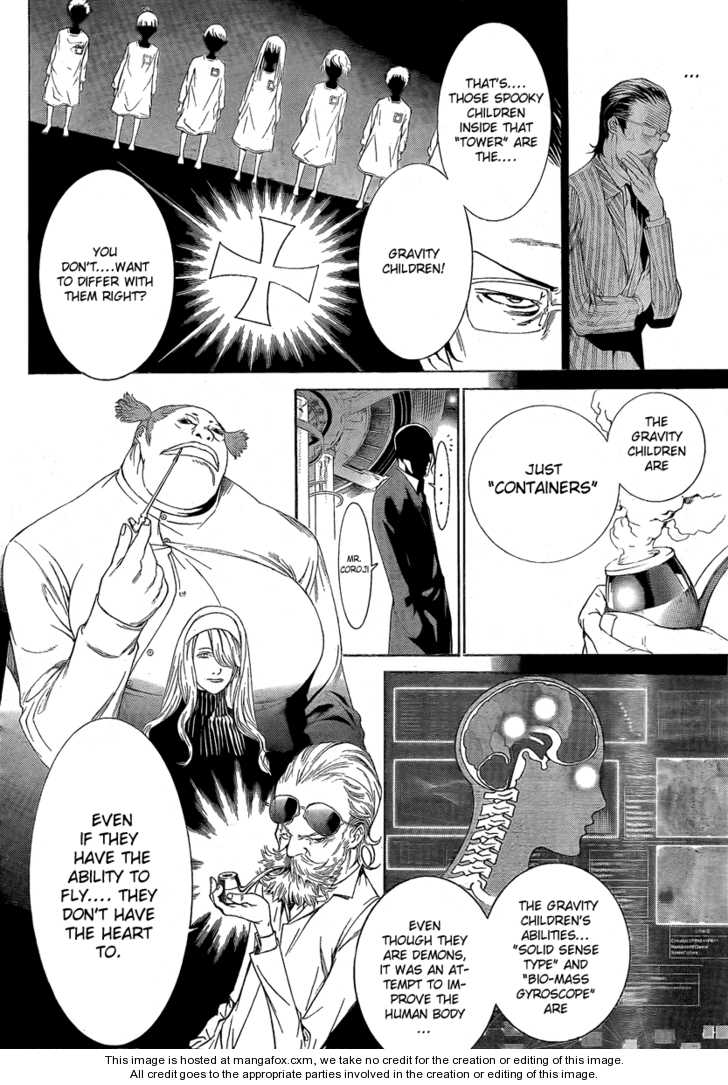 ...
THAT'S....
THOSE SPOOKY
CHILDREN
INSIDE THAT
"TOWER" ARE
THE....
GRAVITY
CHILDREN!
YOU
DON'T....WANT
TO DIFFER WITH
THEM RIGHT?
THE
GRAVITY
CHILDREN
ARE
JUST
"CONTAINERS"
...
MR.
COROJI
EVEN
IF THEY
HAVE THE
ABILITY TO
FLY.... THEY
DON'T HAVE
THE HEART
TO.
THE GRAVITY
CHILDREN'S
ABILITIES...
"SOLID SENSE
TYPE" AND
"BIO-MASS
GYROSCOPE" ARE
EVEN
THOUGH THEY
ARE DEMONS,
IT WAS AN AT-
TEMPT TO IM-
PROVE THE
HUMAN BODY
...
This image is hosted at mangafox.cxm, we take no credit for the creation or editing of this image.
All credit goes to the appropriate parties involved in the creation or editing of this image.